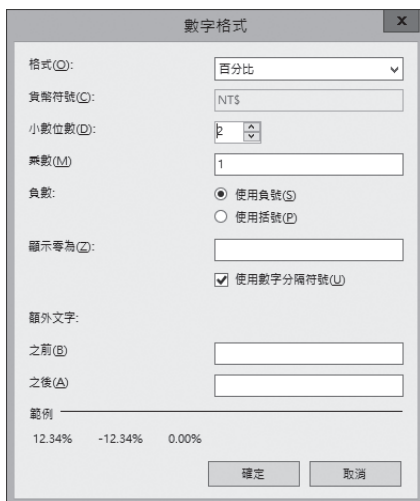 數字格式
x
格式(O): 百分比
貨幣符號(C): NT$
小數位數(D): 2
乘數(M) 1
負數: 使用負號(S)
使用括號(P)
顯示零為(Z):
使用數字分隔符號(U)
額外文字:
之前(B)
之後(A)
範例
12.34% -12.34% 0.00%
確定 取消